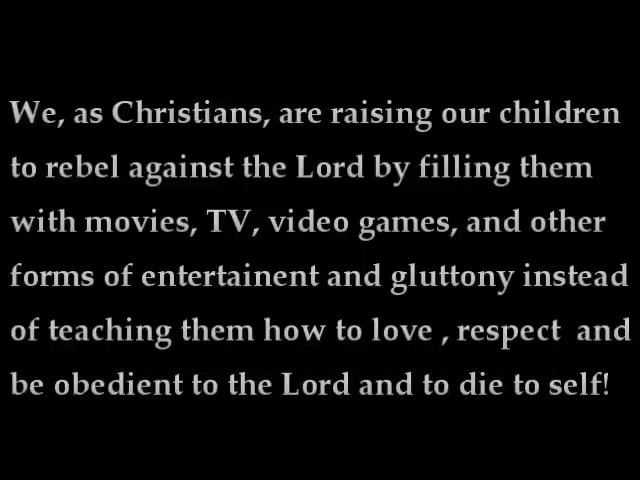 We, as Christians, are raising our children
to rebel against the Lord by filling them
with movies, TV, video games, and other
forms of entertainent and gluttony instead
of teaching them how to love , respect  and
be obedient to the Lord and to die to self!